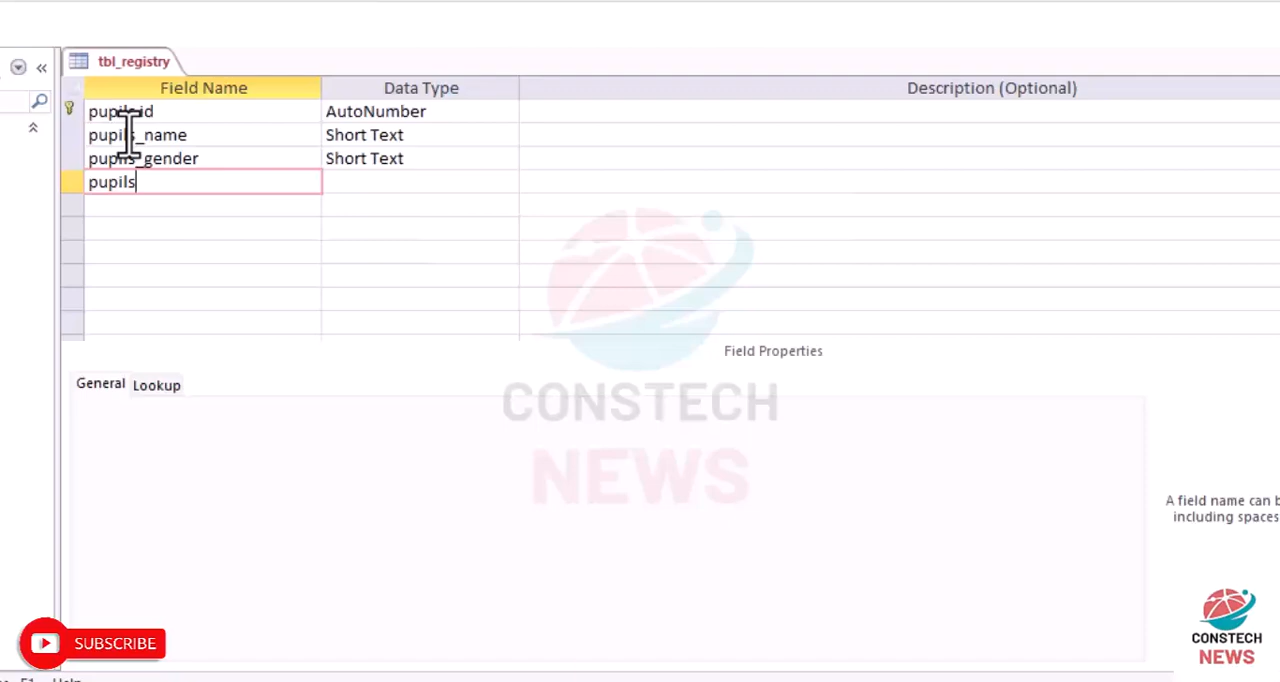 tbl_registry
Field Name Data Type Description (Optional)
AutoNumber
pupils_name Short Text
pupils_gender Short Text
pupils
Field Properties
General Lookup
CONSTECH
NEWS
A field name can
including spaces
SUBSCRIBE
CONSTECH
NEWS